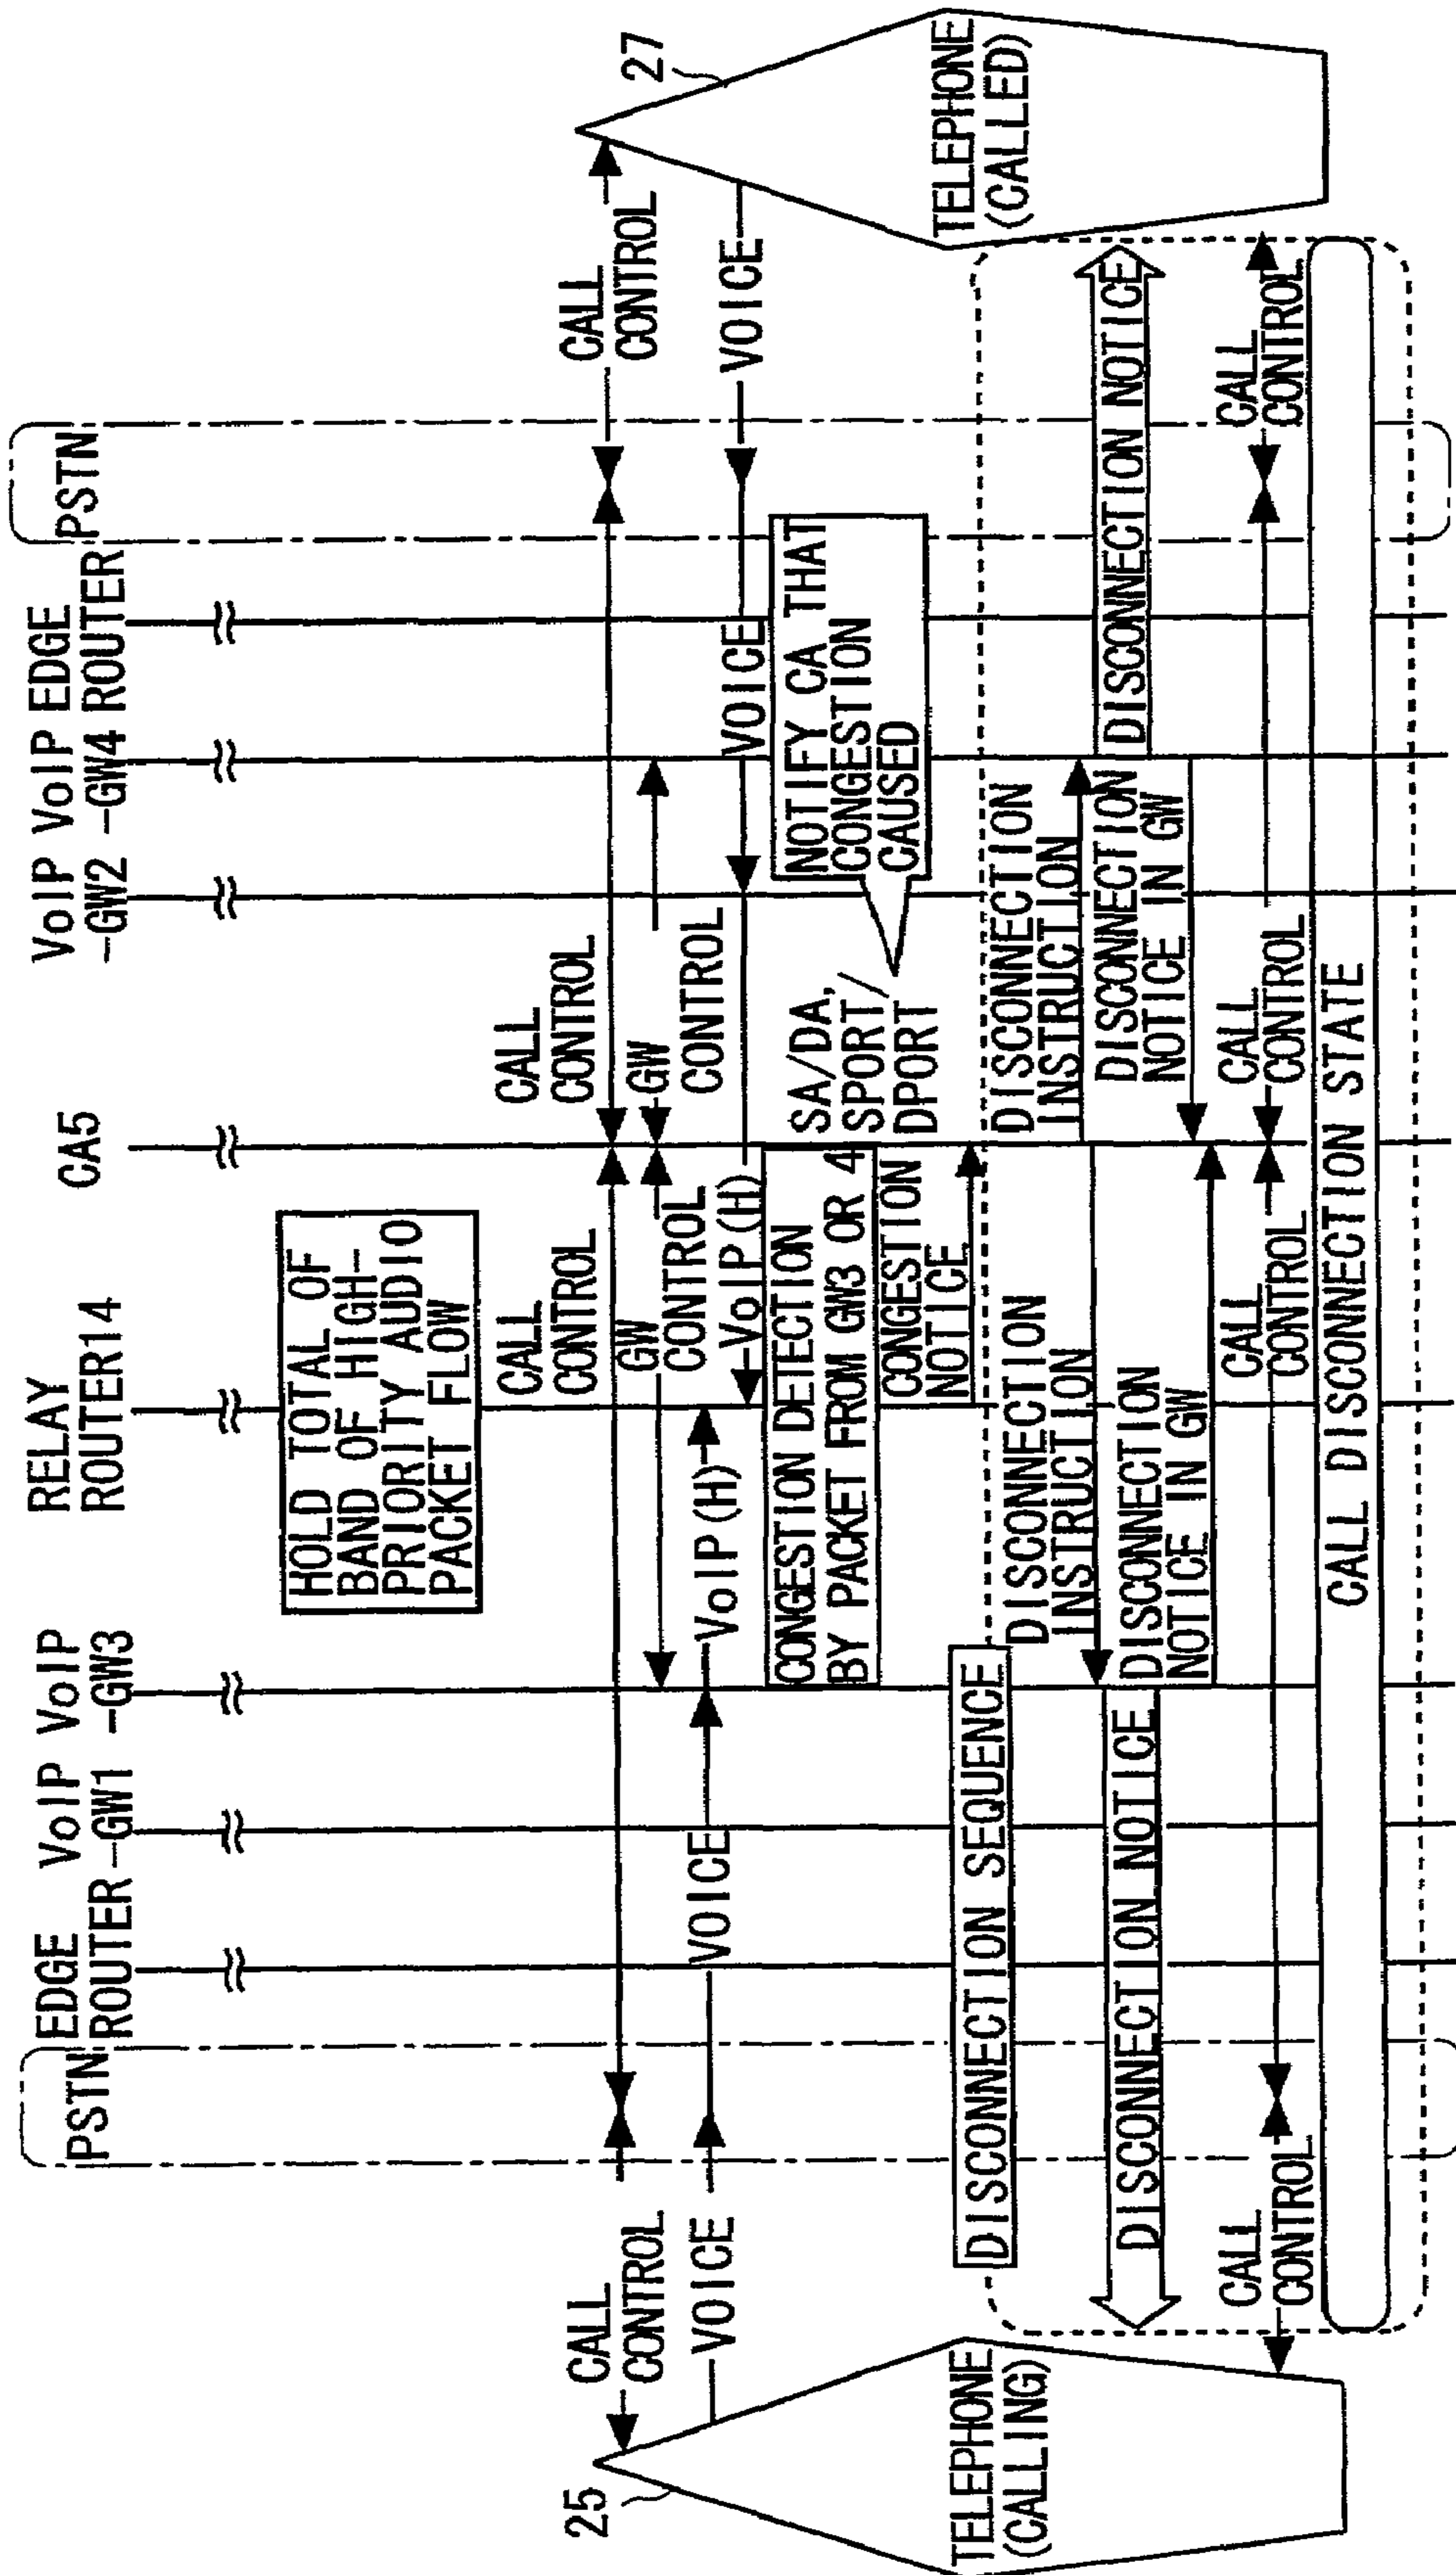 PSTN
EDGE
ROUTER
VoIP
-GW1
VoIP
-GW3
RELAY
ROUTER14
CA5
VoIP
-GW2
VoIP
-GW4
EDGE
ROUTER
PSTN
HOLD TOTAL OF
BAND OF HIGH-
PRIORITY AUDIO
PACKET FLOW
25
CALL
CONTROL
CALL
CONTROL
CALL
CONTROL
CALL
CONTROL
27
GW
CONTROL
GW
CONTROL
VOICE
VOICE
VoIP(H)
VoIP(H)
VOICE
VOICE
CONGESTION DETECTION
BY PACKET FROM GW3 OR 4
SA/DA,
SPORT/
DPORT
NOTIFY CA THAT
CONGESTION
CAUSED
CONGESTION
NOTICE
TELEPHONE
(CALLING)
TELEPHONE
(CALLED)
DISCONNECTION SEQUENCE
DISCONNECTION
INSTRUCTION
DISCONNECTION
INSTRUCTION
DISCONNECTION NOTICE
DISCONNECTION
NOTICE IN GW
DISCONNECTION
NOTICE IN GW
DISCONNECTION NOTICE
CALL
CONTROL
CALL
CONTROL
CALL
CONTROL
CALL
CONTROL
CALL DISCONNECTION STATE